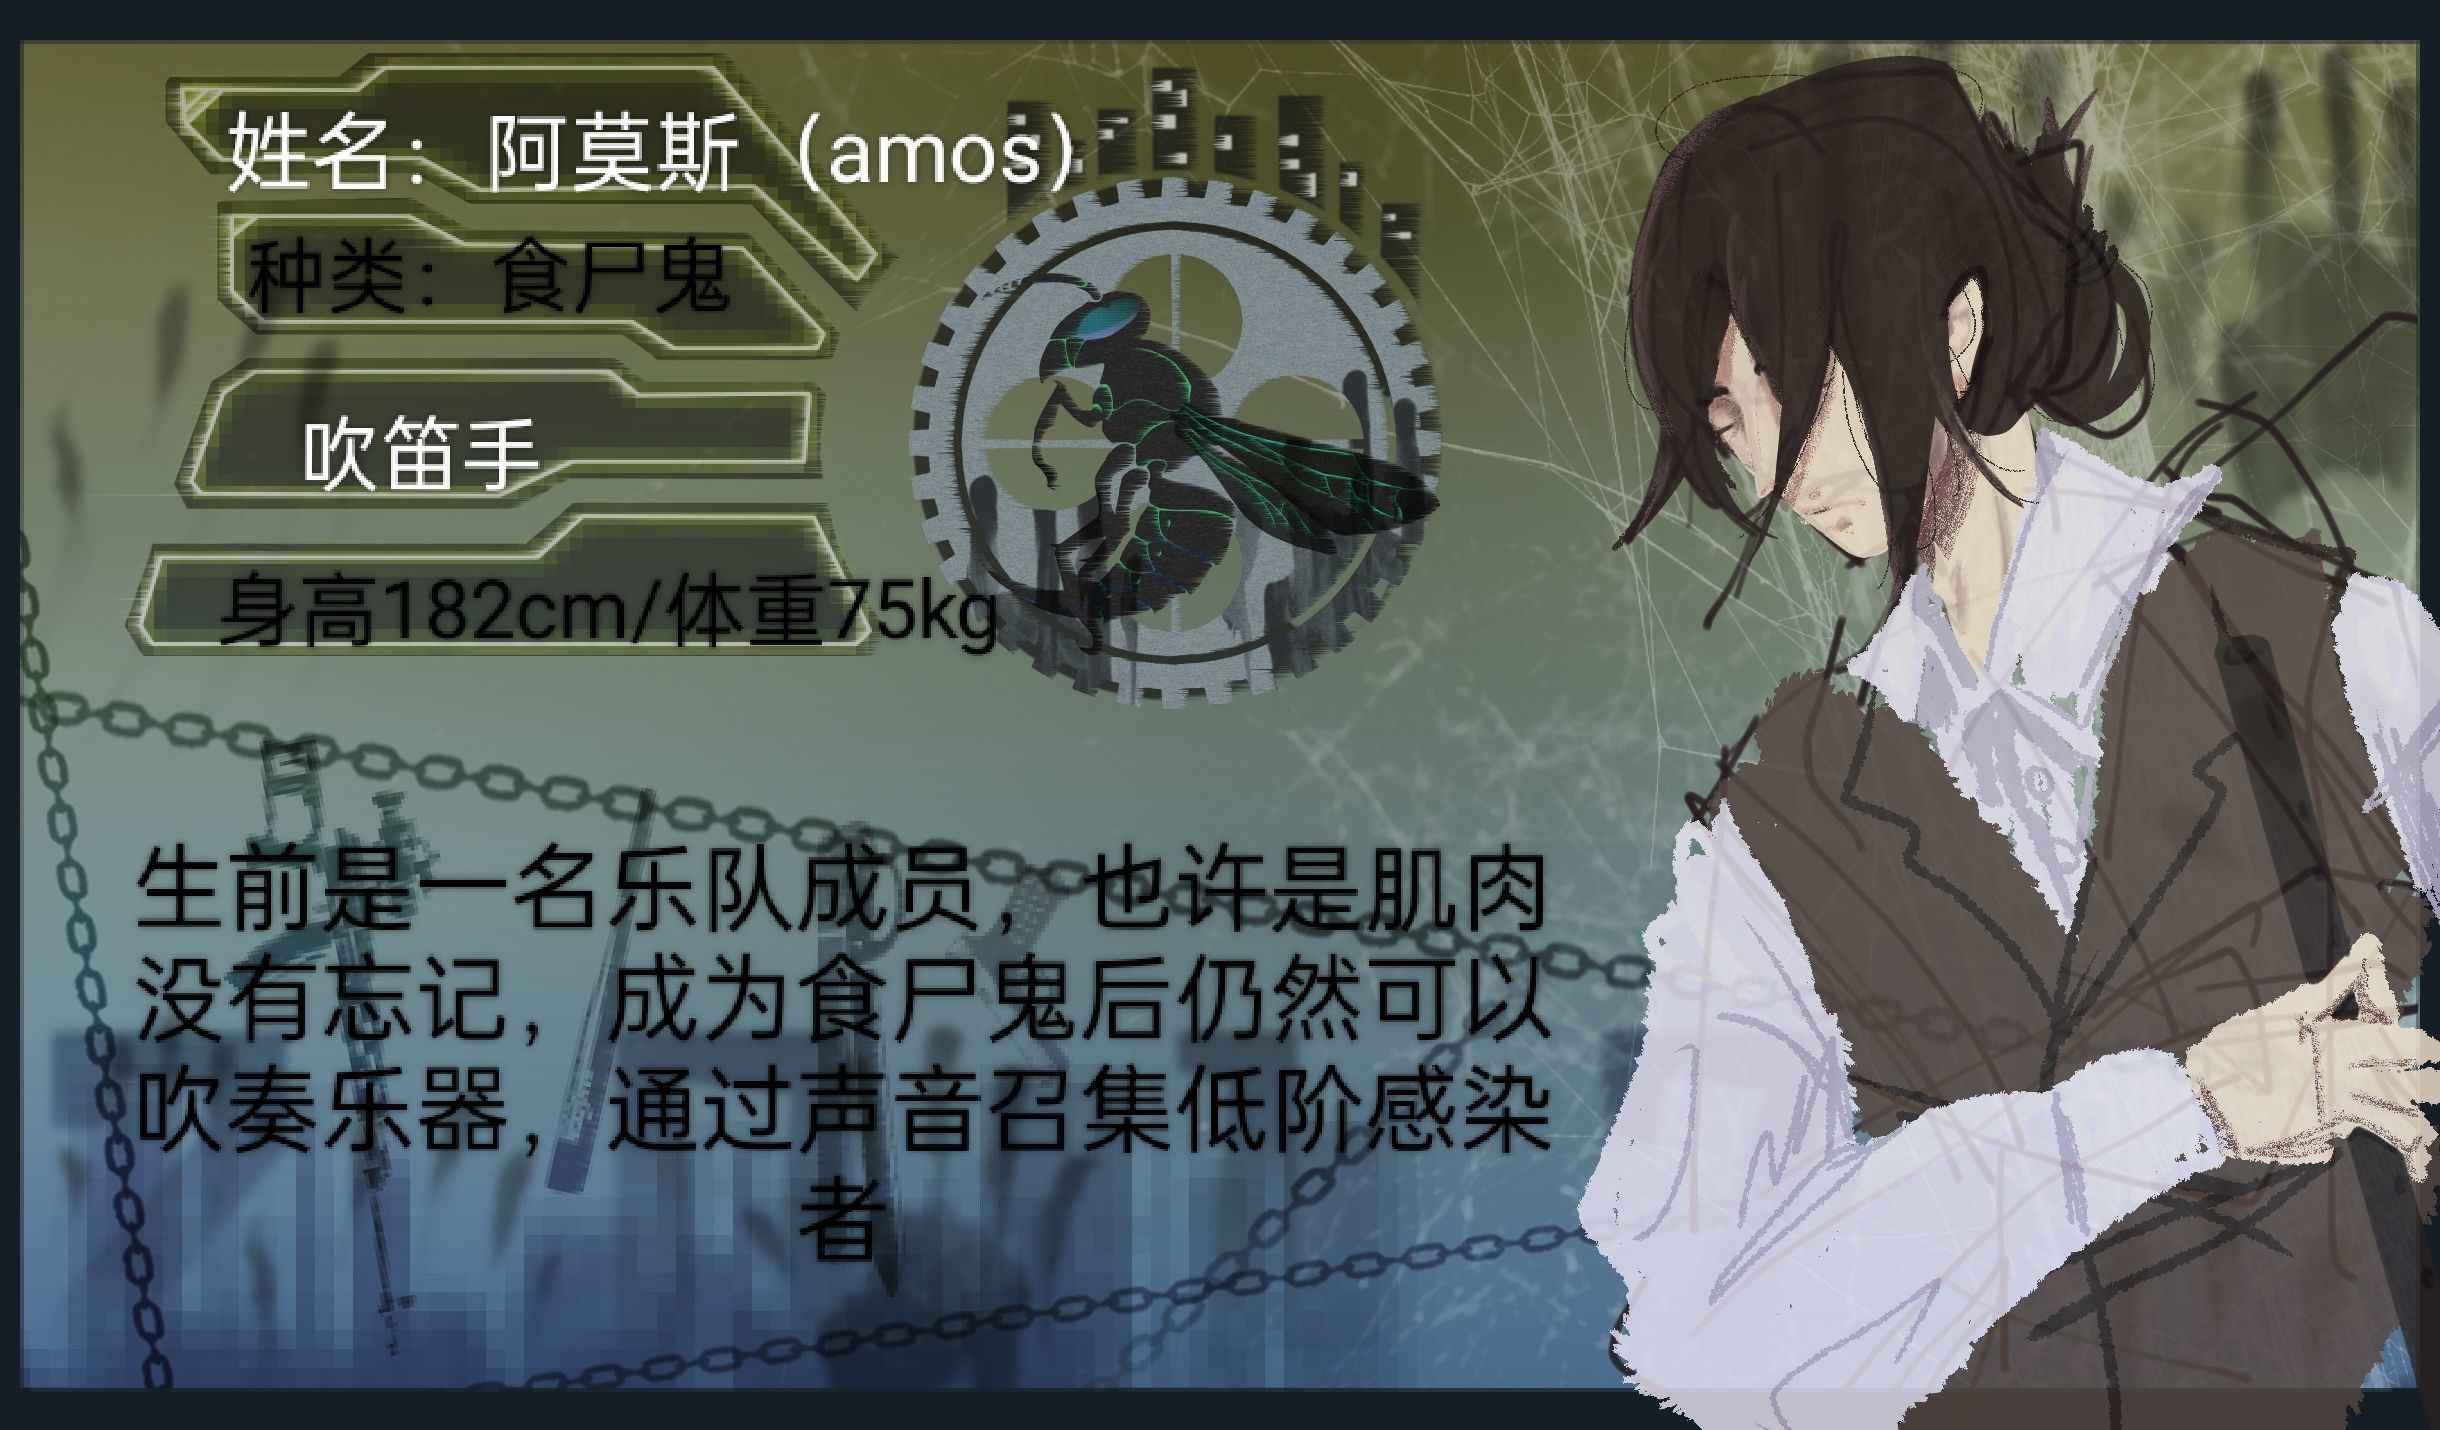 姓名：阿莫斯（amos）
种类：食尸鬼
吹笛手
身高182cm/体重75kg
生前是一名乐队成员，也许是肌肉
没有忘记，成为食尸鬼后仍然可以
吹奏乐器，通过声音召集低阶感染
者